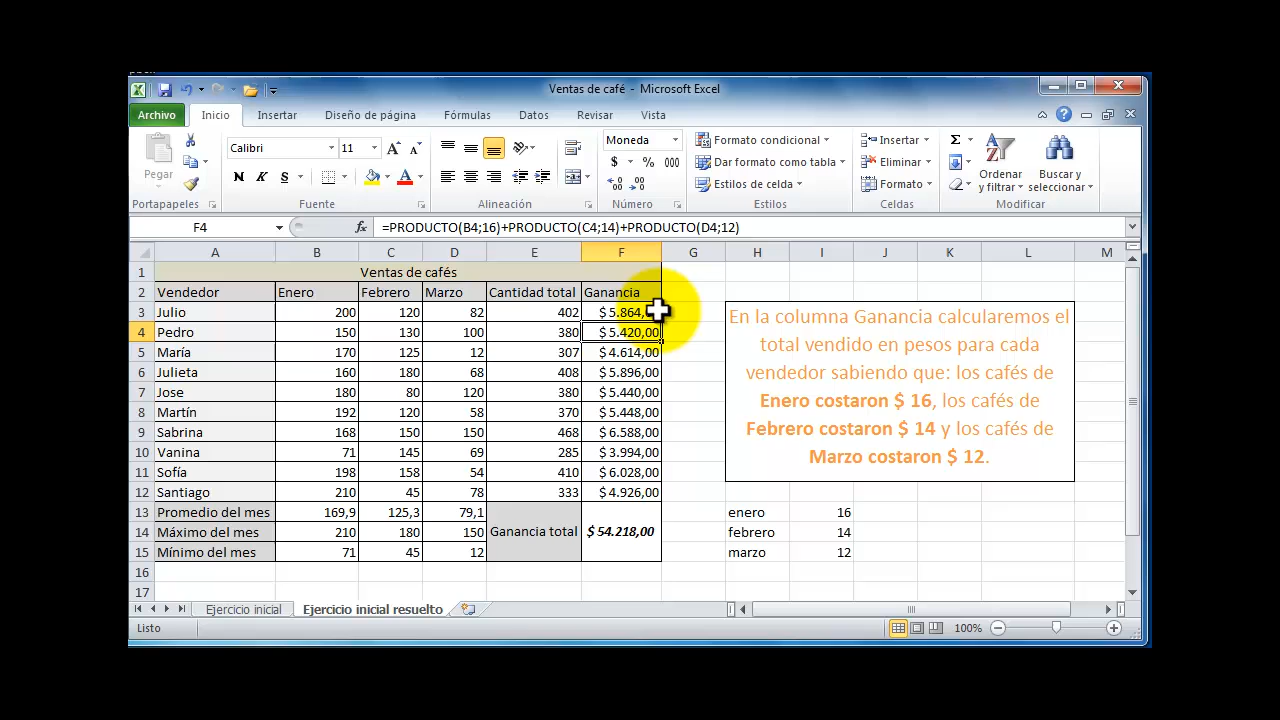 Ventas de café - Microsoft Excel
Archivo Inicio Insertar Diseño de página Fórmulas Datos Revisar Vista
Pegar
Portapapeles
Calibri 11
N K S
Fuente
Alineación
Moneda
$ % 000
Número
Formato condicional
Dar formato como tabla
Estilos de celda
Estilos
Insertar
Eliminar
Formato
Celdas
Ordenar y filtrar
Buscar y seleccionar
Modificar
F4 fx =PRODUCTO(B4;16)+PRODUCTO(C4;14)+PRODUCTO(D4;12)
A B C D E F G H I J K L M
1 Ventas de cafés
2 Vendedor Enero Febrero Marzo Cantidad total Ganancia
3 Julio 200 120 82 402 $ 5.864,
4 Pedro 150 130 100 380 $ 5.420,00
5 María 170 125 12 307 $ 4.614,00
6 Julieta 160 180 68 408 $ 5.896,00
7 Jose 180 80 120 380 $ 5.440,00
8 Martín 192 120 58 370 $ 5.448,00
9 Sabrina 168 150 150 468 $ 6.588,00
10 Vanina 71 145 69 285 $ 3.994,00
11 Sofía 198 158 54 410 $ 6.028,00
12 Santiago 210 45 78 333 $ 4.926,00
13 Promedio del mes 169,9 125,3 79,1
14 Máximo del mes 210 180 150 Ganancia total $ 54.218,00
15 Mínimo del mes 71 45 12
16
17
En la columna Ganancia calcularemos el
total vendido en pesos para cada
vendedor sabiendo que: los cafés de
Enero costaron $ 16, los cafés de
Febrero costaron $ 14 y los cafés de
Marzo costaron $ 12.
enero 16
febrero 14
marzo 12
Ejercicio inicial Ejercicio inicial resuelto
Listo 100%